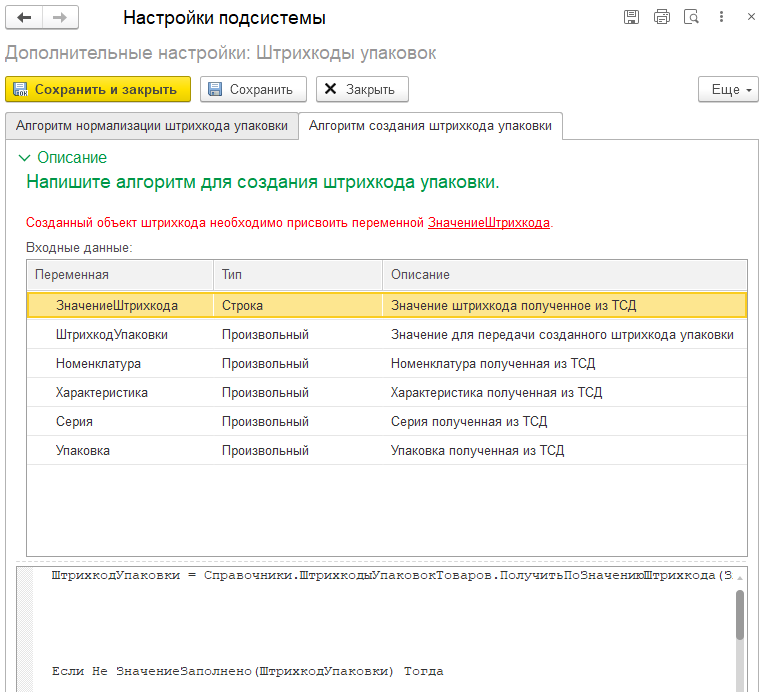 Настройки подсистемы
Дополнительные настройки: Штрихкоды упаковок
Сохранить и закрыть Сохранить Закрыть Еще
Алгоритм нормализации штрихкода упаковки Алгоритм создания штрихкода упаковки
Описание
Напишите алгоритм для создания штрихкода упаковки.
Созданный объект штрихкода необходимо присвоить переменной ЗначениеШтрихкода.
Входные данные:
Переменная Тип Описание
ЗначениеШтрихкода Строка Значение штрихкода полученное из ТСД
ШтрихкодУпаковки Произвольный Значение для передачи созданного штрихкода упаковки
Номенклатура Произвольный Номенклатура полученная из ТСД
Характеристика Произвольный Характеристика полученная из ТСД
Серия Произвольный Серия полученная из ТСД
Упаковка Произвольный Упаковка полученная из ТСД
ШтрихкодУпаковки = Справочники.ШтрихкодыУпаковокТоваров.ПолучитьПоЗначениюШтрихкода(З
Если Не ЗначениеЗаполнено(ШтрихкодУпаковки) Тогда